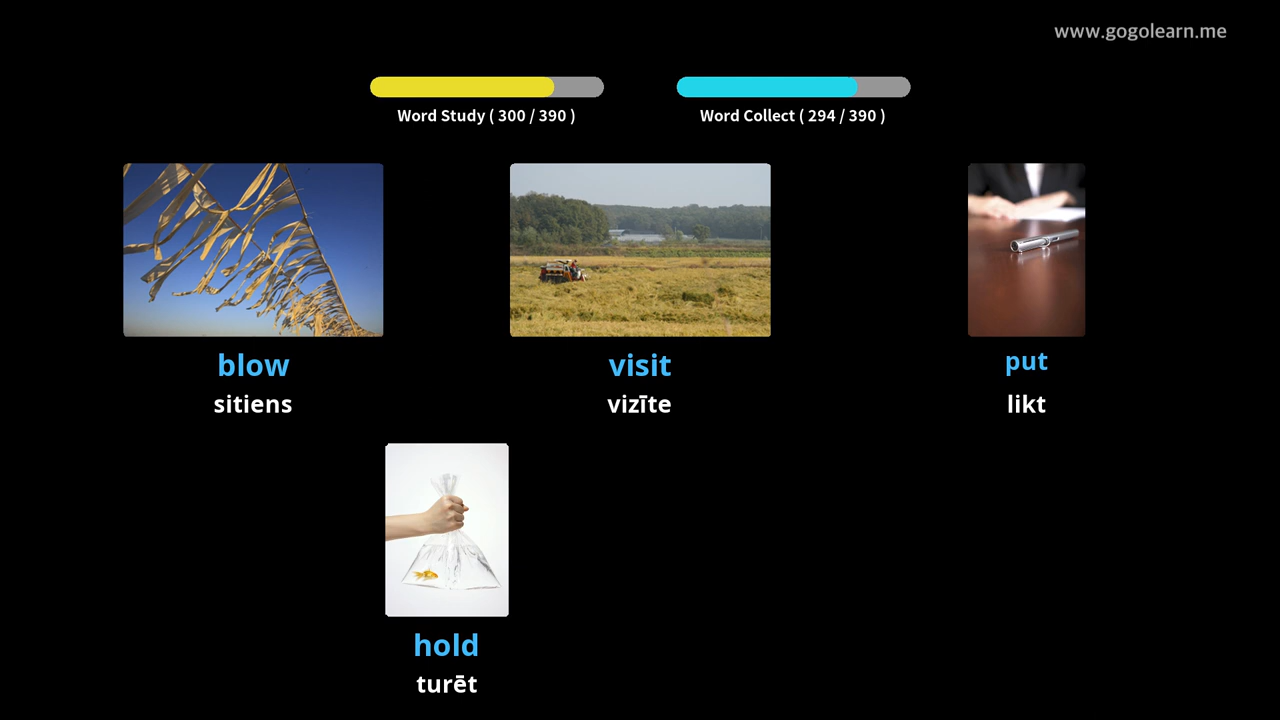 www.gogolearn.me
Word Study ( 300 / 390 )
Word Collect ( 294 / 390 )
blow
sitiens
visit
vizīte
put
likt
hold
turēt